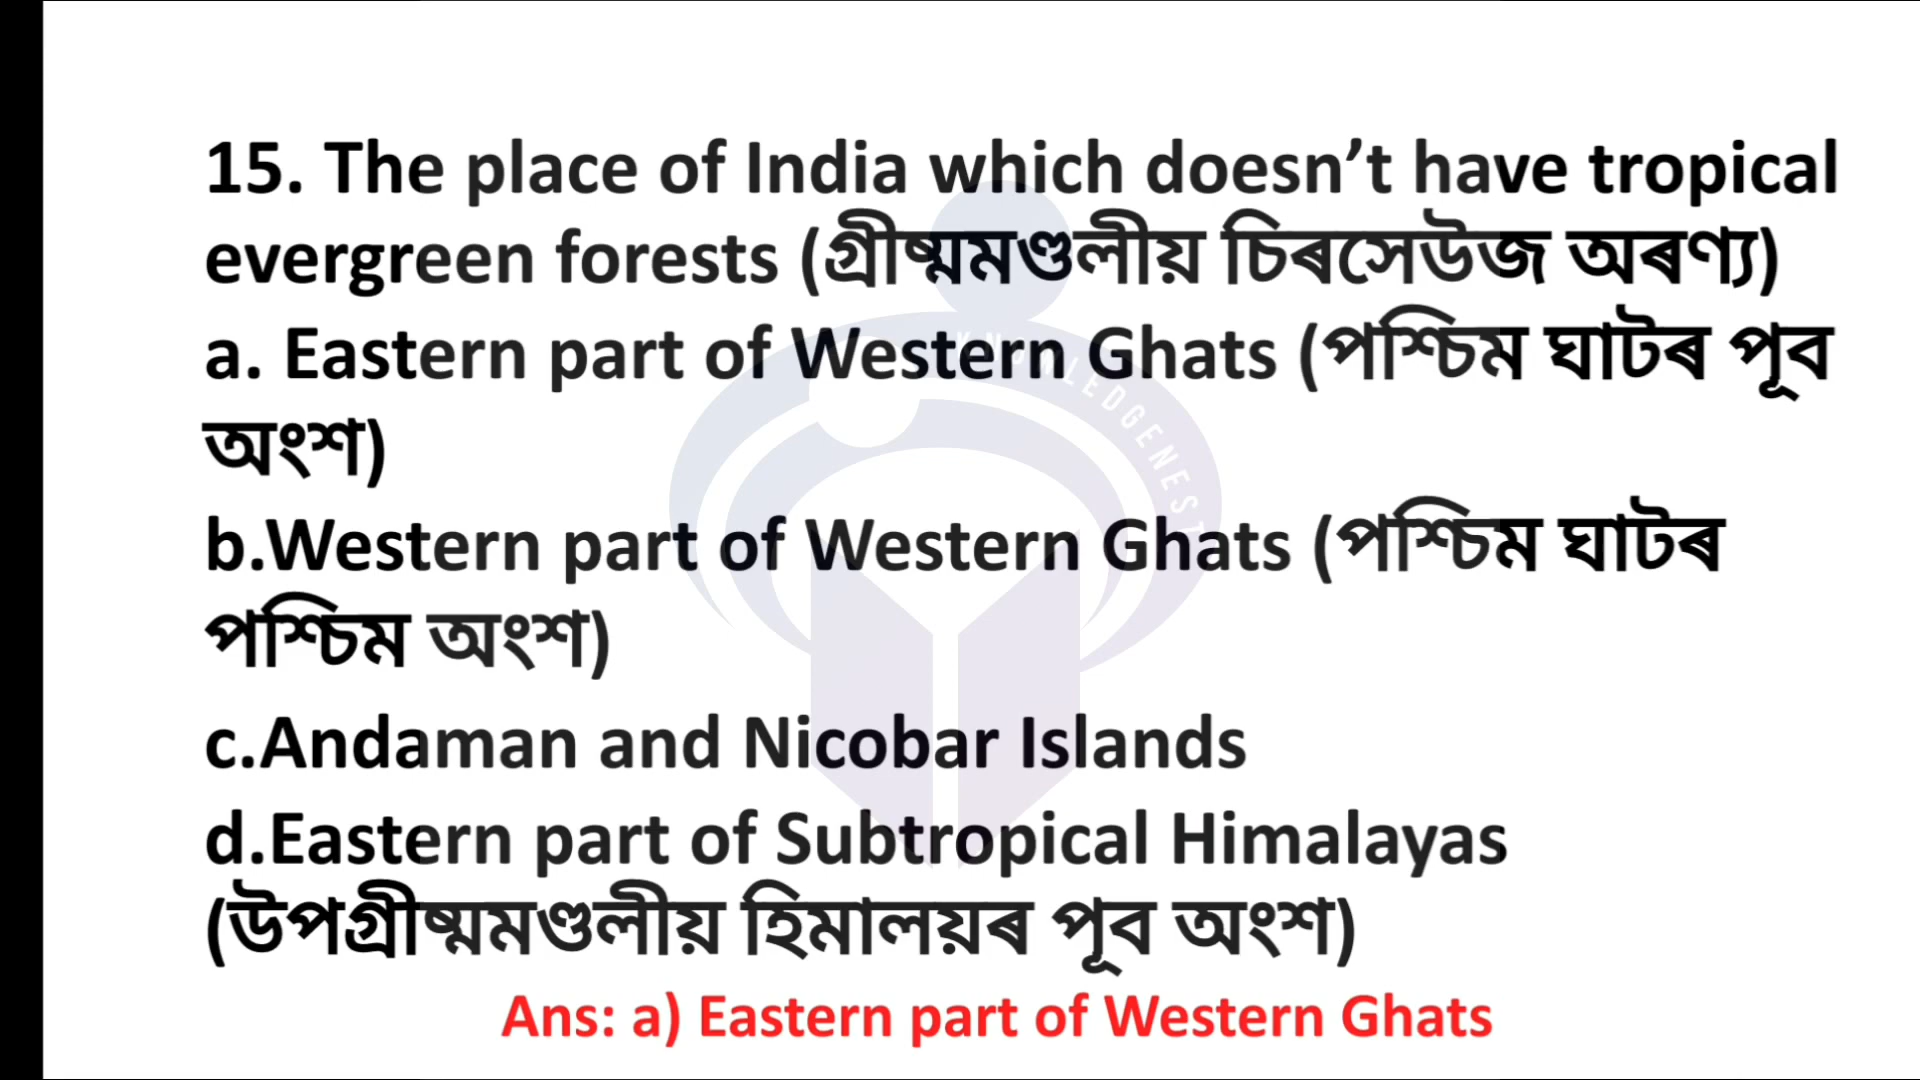 15. The place of India which doesn’t have tropical
evergreen forests (গ্ৰীষ্মমণ্ডলীয় চিৰসেউজ অৰণ্য)
a. Eastern part of Western Ghats (পশ্চিম ঘাটৰ পূব
অংশ)
b.Western part of Western Ghats (পশ্চিম ঘাটৰ
পশ্চিম অংশ)
c.Andaman and Nicobar Islands
d.Eastern part of Subtropical Himalayas
(উপগ্ৰীষ্মমণ্ডলীয় হিমালয়ৰ পূব অংশ)
Ans: a) Eastern part of Western Ghats
KNOWLEDGENEST